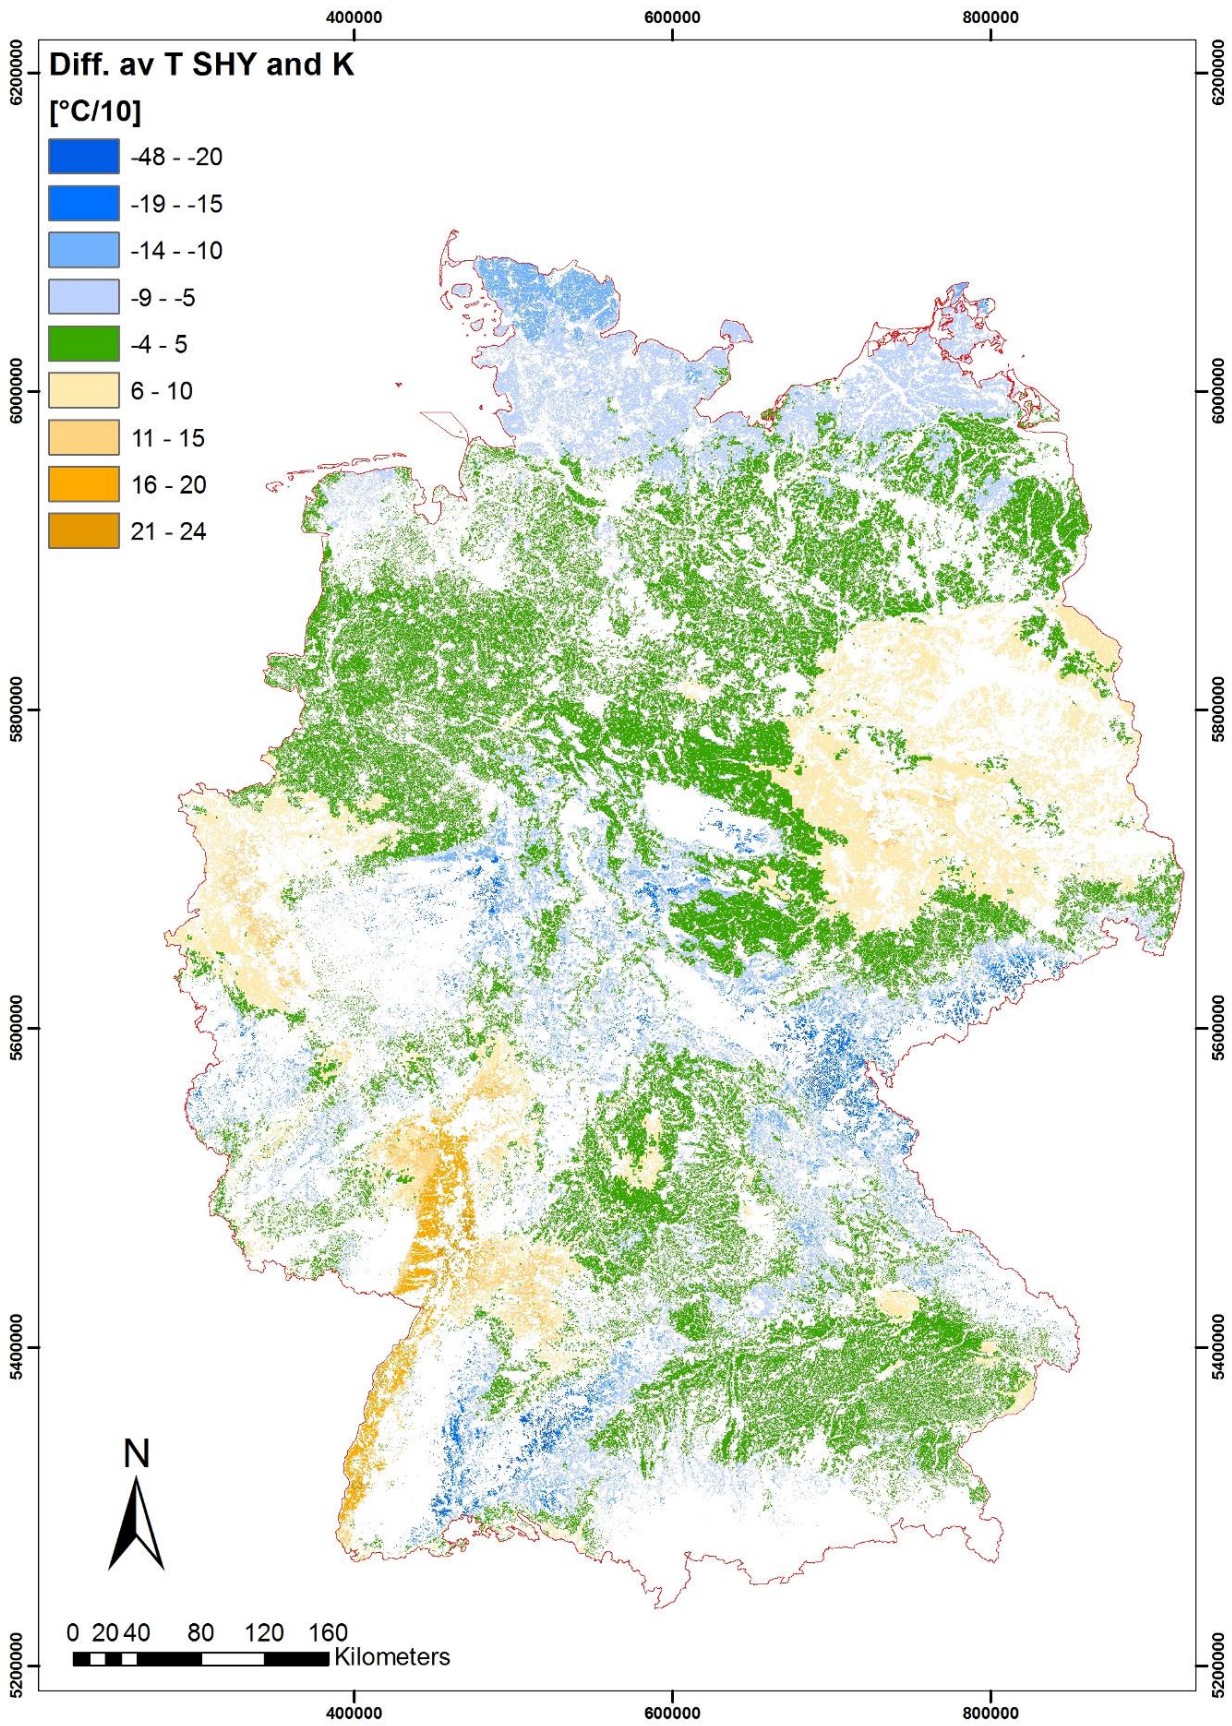 400000 600000 800000
Diff. av T SHY and K
[°C/10]
-48 - -20
-19 - -15
-14 - -10
-9 - -5
-4 - 5
6 - 10
11 - 15
16 - 20
21 - 24
6200000 6200000
6000000 6000000
5800000 5800000
5600000 5600000
5400000 5400000
5200000 5200000
N
0 20 40 80 120 160
Kilometers
400000 600000 800000